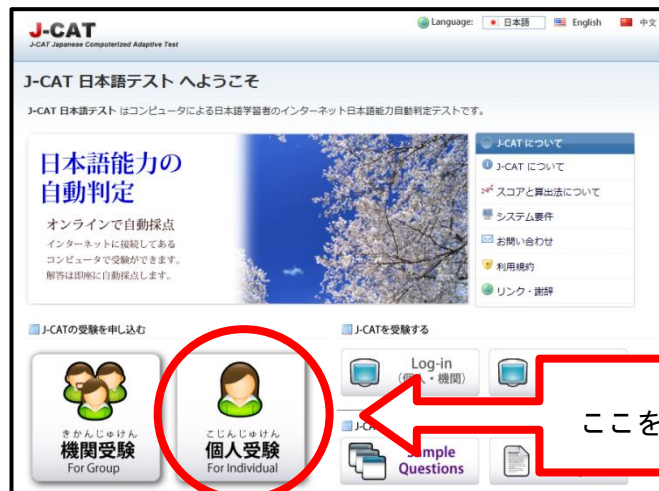 J-CAT
J-CAT Japanese Computerized Adaptive Test
Language: 日本語 English 中文
J-CAT 日本語テスト へようこそ
J-CAT 日本語テスト はコンピュータによる日本語学習者のインターネット日本語能力自動判定テストです。
日本語能力の
自動判定
オンラインで自動採点
インターネットに接続してある
コンピュータで受験ができます。
解答は即座に自動採点します。
J-CAT について
J-CAT について
スコアと算出法について
システム要件
お問い合わせ
利用規約
リンク・謝辞
J-CATの受験を申し込む
きかんじゅけん
機関受験
For Group
こじんじゅけん
個人受験
For Individual
J-CATを受験する
Log-in
(個人・機関)
ここを
Sample
Questions